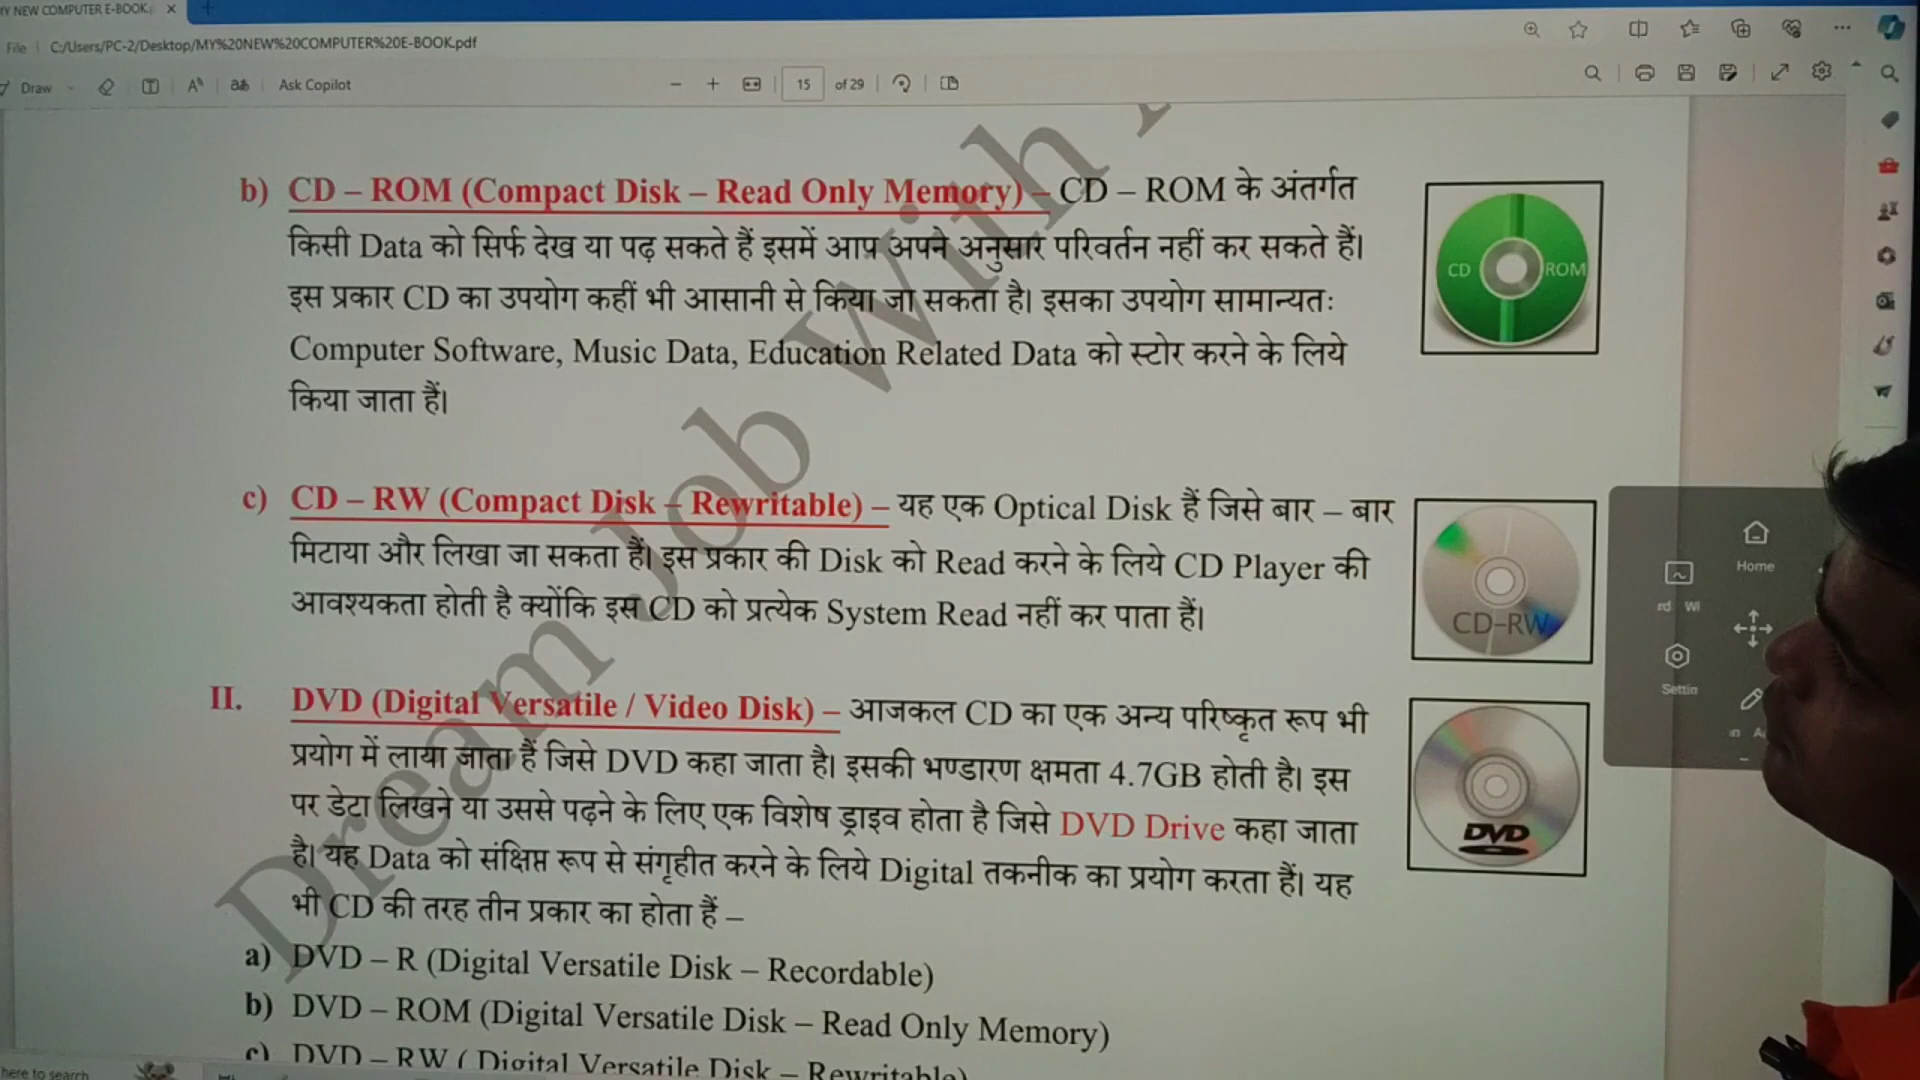 MY NEW COMPUTER E-BOOK.
File
C:/Users/PC-2/Desktop/MY%20NEW%20COMPUTER%20E-BOOK.pdf
Draw
Ask Copilot
15 of 29
b) CD – ROM (Compact Disk – Read Only Memory) – CD – ROM के अंतर्गत
किसी Data को सिर्फ देख या पढ़ सकते हैं इसमें आप अपने अनुसार परिवर्तन नहीं कर सकते हैं।
इस प्रकार CD का उपयोग कहीं भी आसानी से किया जा सकता है। इसका उपयोग सामान्यतः
Computer Software, Music Data, Education Related Data को स्टोर करने के लिये
किया जाता हैं।
CD ROM
c) CD – RW (Compact Disk – Rewritable) – यह एक Optical Disk हैं जिसे बार – बार
मिटाया और लिखा जा सकता हैं। इस प्रकार की Disk को Read करने के लिये CD Player की
आवश्यकता होती है क्योंकि इस CD को प्रत्येक System Read नहीं कर पाता हैं।
CD-RW
Home
Settin
II. DVD (Digital Versatile / Video Disk) – आजकल CD का एक अन्य परिष्कृत रूप भी
प्रयोग में लाया जाता हैं जिसे DVD कहा जाता है। इसकी भण्डारण क्षमता 4.7GB होती है। इस
पर डेटा लिखने या उससे पढ़ने के लिए एक विशेष ड्राइव होता है जिसे DVD Drive कहा जाता
है। यह Data को संक्षिप्त रूप से संगृहीत करने के लिये Digital तकनीक का प्रयोग करता हैं। यह
भी CD की तरह तीन प्रकार का होता हैं –
DVD
a) DVD – R (Digital Versatile Disk – Recordable)
b) DVD – ROM (Digital Versatile Disk – Read Only Memory)
c) DVD – RW ( Digital Versatile Disk – Rewritable)
here to search
Dream Job With